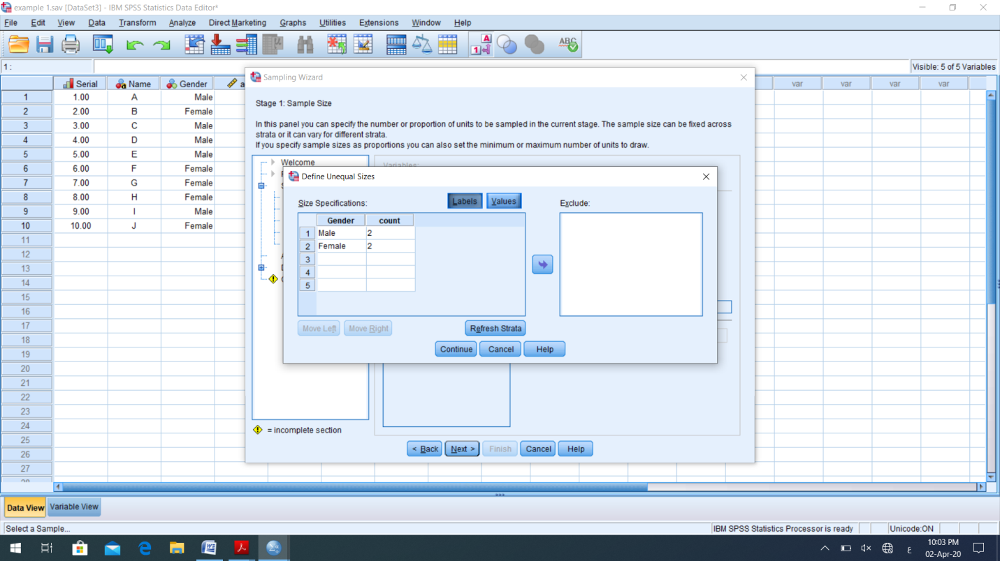 example 1.sav [DataSet3] - IBM SPSS Statistics Data Editor*
File Edit View Data Transform Analyze Direct Marketing Graphs Utilities Extensions Window Help
1 :
Visible: 5 of 5 Variables
Serial Name Gender a var var var var
1 1.00 A Male
2 2.00 B Female
3 3.00 C Male
4 4.00 D Male
5 5.00 E Male
6 6.00 F Female
7 7.00 G Female
8 8.00 H Female
9 9.00 I Male
10 10.00 J Female
11
12
13
14
15
16
17
18
19
20
21
22
23
24
25
26
27
Sampling Wizard
Stage 1: Sample Size
In this panel you can specify the number or proportion of units to be sampled in the current stage. The sample size can be fixed across
strata or it can vary for different strata.
If you specify sample sizes as proportions you can also set the minimum or maximum number of units to draw.
Welcome
Variables:
Define Unequal Sizes
Size Specifications: Labels Values Exclude:
Gender count
1 Male 2
2 Female 2
3
4
5
Move Left Move Right Refresh Strata
Continue Cancel Help
= incomplete section
< Back Next > Finish Cancel Help
Data View Variable View
Select a Sample...
IBM SPSS Statistics Processor is ready Unicode:ON
10:03 PM
ع 02-Apr-20